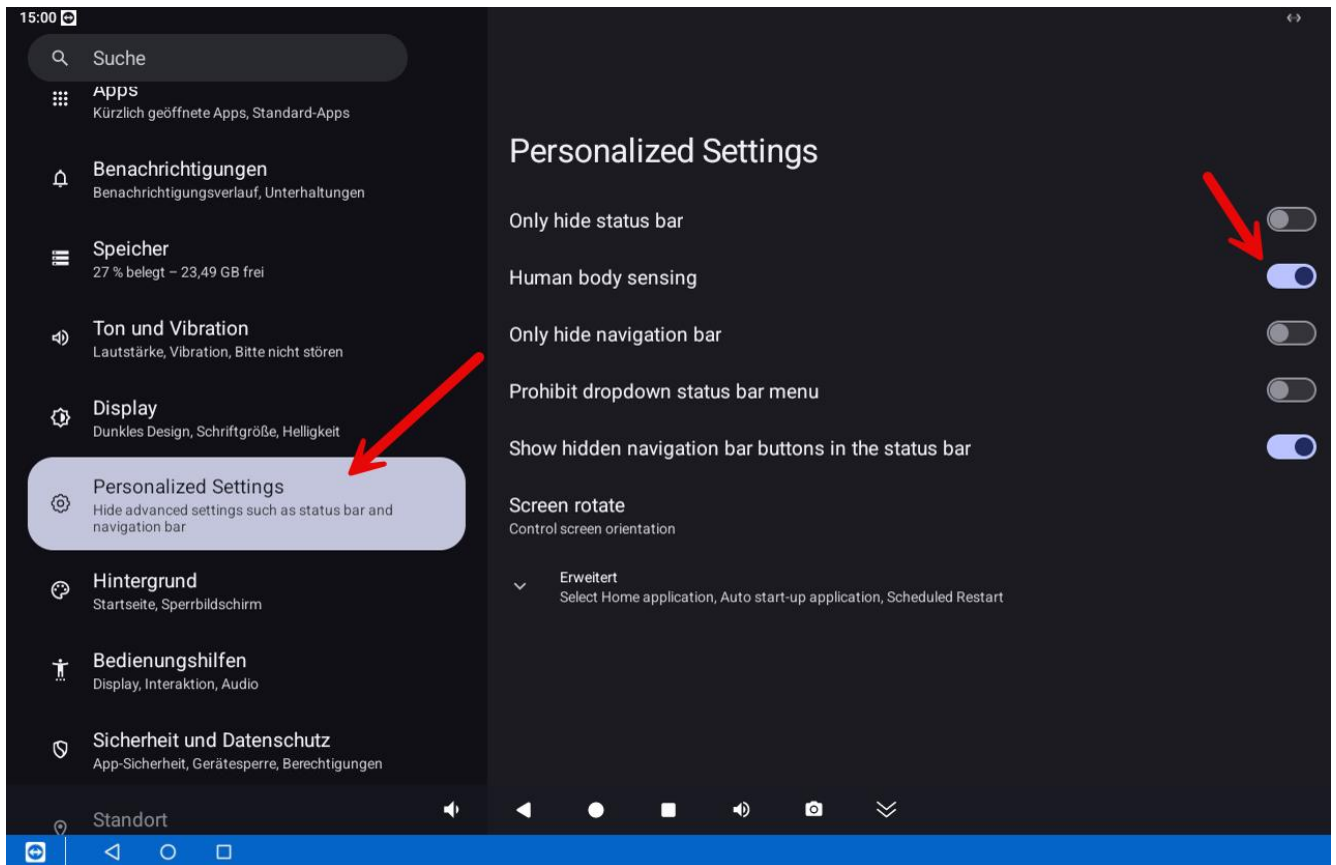 15:00
Suche
Apps
Kürzlich geöffnete Apps, Standard-Apps
Benachrichtigungen
Benachrichtigungsverlauf, Unterhaltungen
Speicher
27 % belegt – 23,49 GB frei
Ton und Vibration
Lautstärke, Vibration, Bitte nicht stören
Display
Dunkles Design, Schriftgröße, Helligkeit
Personalized Settings
Hide advanced settings such as status bar and
navigation bar
Hintergrund
Startseite, Sperrbildschirm
Bedienungshilfen
Display, Interaktion, Audio
Sicherheit und Datenschutz
App-Sicherheit, Gerätesperre, Berechtigungen
Standort
Personalized Settings
Only hide status bar
Human body sensing
Only hide navigation bar
Prohibit dropdown status bar menu
Show hidden navigation bar buttons in the status bar
Screen rotate
Control screen orientation
Erweitert
Select Home application, Auto start-up application, Scheduled Restart